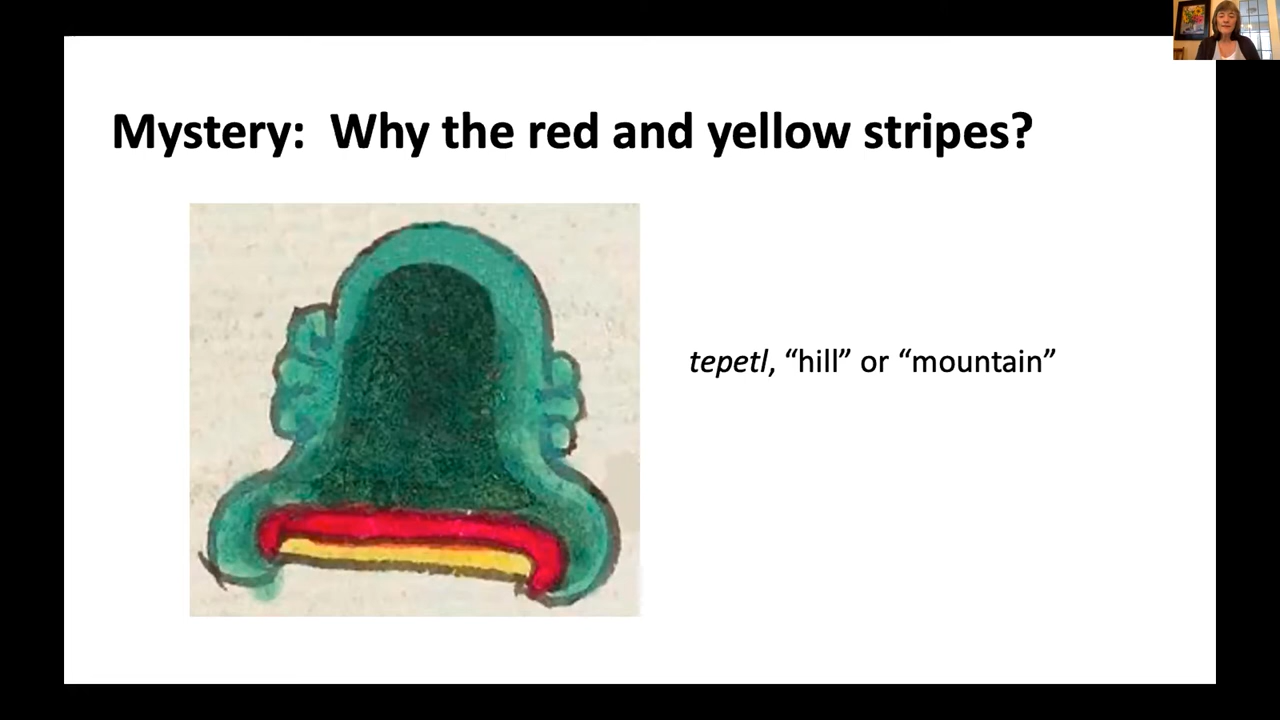 Mystery:  Why the red and yellow stripes?
tepetl, “hill” or “mountain”